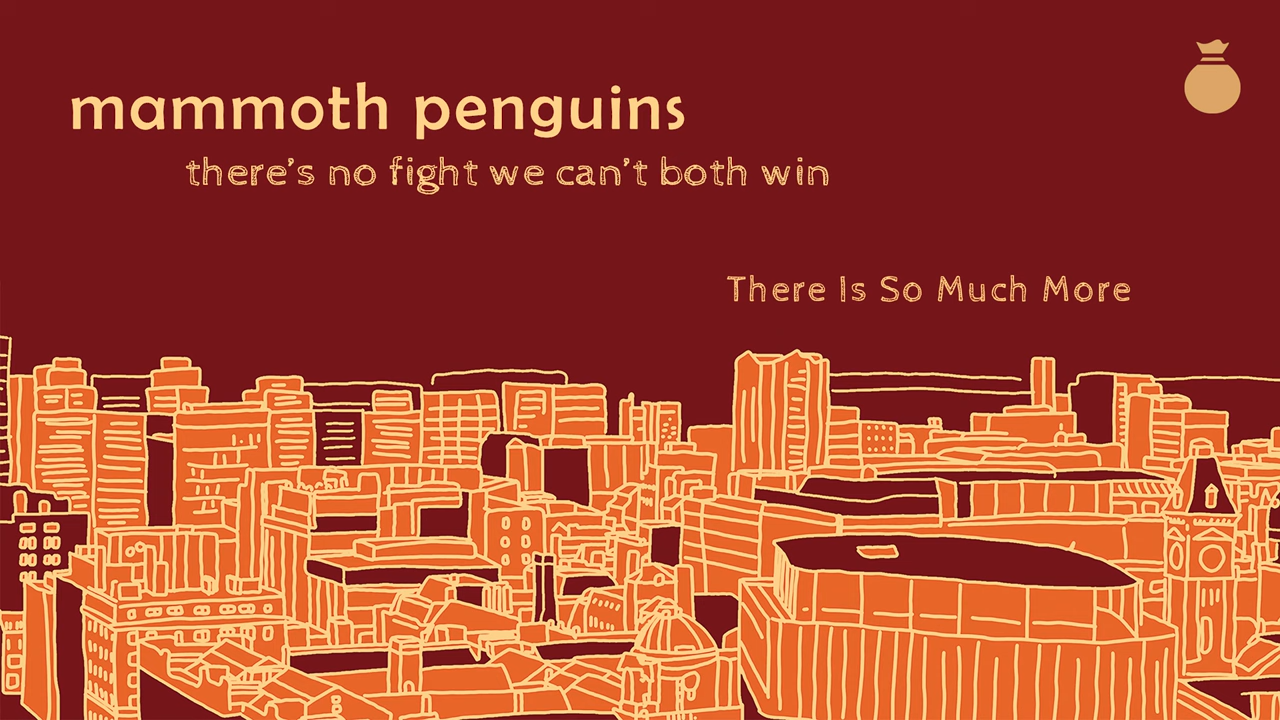 mammoth penguins
there's no fight we can't both win
There Is So Much More